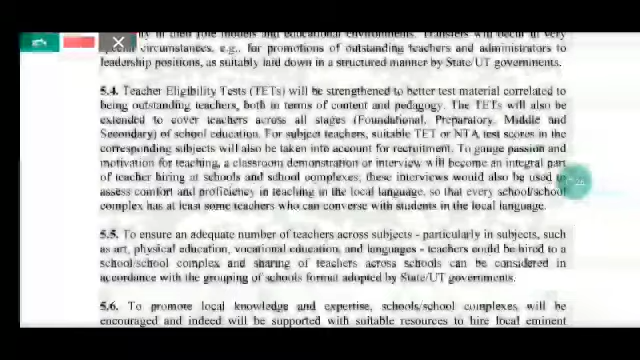 in their role models and educational environments. Transfers will occur in very
special circumstances, e.g., for promotions of outstanding teachers and administrators to
leadership positions, as suitably laid down in a structured manner by State/UT governments.
5.4. Teacher Eligibility Tests (TETs) will be strengthened to better test material correlated to
being outstanding teachers, both in terms of content and pedagogy. The TETs will also be
extended to cover teachers across all stages (Foundational, Preparatory, Middle and
Secondary) of school education. For subject teachers, suitable TET or NTA test scores in the
corresponding subjects will also be taken into account for recruitment. To gauge passion and
motivation for teaching, a classroom demonstration or interview will become an integral part
of teacher hiring at schools and school complexes, these interviews would also be used to
assess comfort and proficiency in teaching in the local language, so that every school/school
complex has at least some teachers who can converse with students in the local language.
5.5. To ensure an adequate number of teachers across subjects - particularly in subjects, such
as art, physical education, vocational education, and languages - teachers could be hired to a
school/school complex and sharing of teachers across schools can be considered in
accordance with the grouping of schools format adopted by State/UT governments.
5.6. To promote local knowledge and expertise, schools/school complexes will be
encouraged and indeed will be supported with suitable resources to hire local eminent